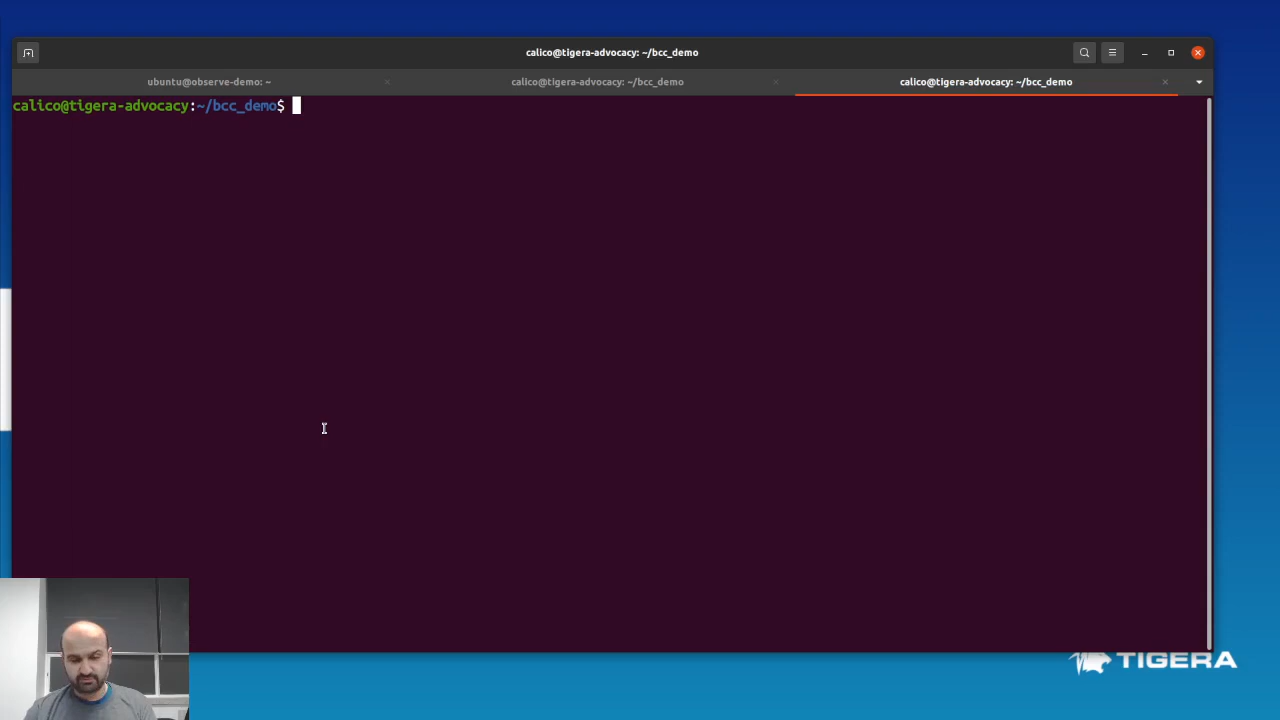 calico@tigera-advocacy: ~/bcc_demo
ubuntu@observe-demo: ~
calico@tigera-advocacy: ~/bcc_demo
calico@tigera-advocacy: ~/bcc_demo
calico@tigera-advocacy:~/bcc_demo$
TIGERA